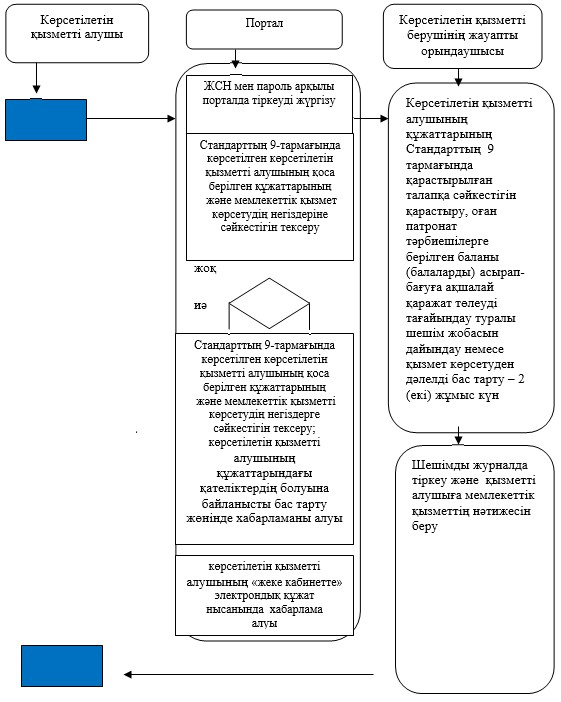 Көрсетілетін
қызметті алушы
Портал
Көрсетілетін қызметті
берушінің жауапты
орындаушысы
ЖСН мен пароль арқылы
порталда тіркеуді жүргізу
Стандарттың 9-тармағында
көрсетілген көрсетілетін
қызметті алушының қоса
берілген құжаттарының
және мемлекеттік қызмет
көрсетудің негіздеріне
сәйкестігін тексеру
жоқ
иә
Стандарттың 9-тармағында
көрсетілген көрсетілетін
қызметті алушының қоса
берілген құжаттарының
және мемлекеттік қызметті
көрсетудің негіздерге
сәйкестігін тексеру;
көрсетілетін қызметті
алушының
құжаттарындағы
қателіктердің болуына
байланысты бас тарту
жөнінде хабарламаны алуы
көрсетілетін қызметті
алушының «жеке кабинетте»
электрондық құжат
нысанында хабарлама
алуы
Көрсетілетін қызметті
алушының
құжаттарының
Стандарттың 9
тармағында
қарастырылған
талапқа сәйкестігін
қарастыру, оған
патронат
тәрбиешілерге
берілген баланы
(балаларды) асырап-
бағуға ақшалай
қаражат төлеуді
тағайындау туралы
шешім жобасын
дайындау немесе
қызмет көрсетуден
дәлелді бас тарту – 2
(екі) жұмыс күн
Шешімды журналда
тіркеу және қызметті
алушыға мемлекеттік
қызметтің нәтижесін
беру